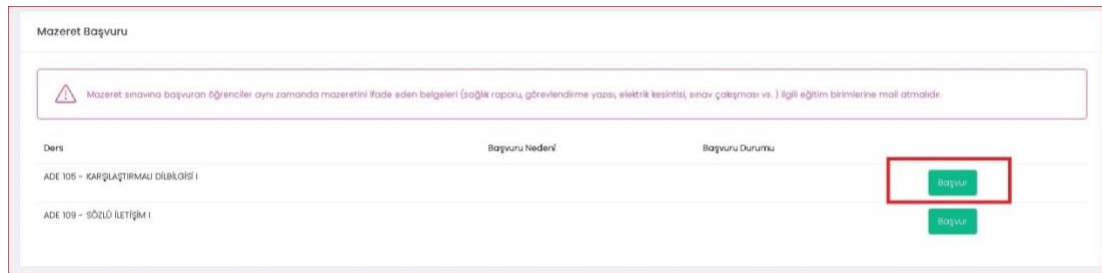 Mazeret Başvuru
Mazeret sınavına başvuran öğrenciler aynı zamanda mazeretini ifade eden belgeleri (sağlık raporu, görevlendirme yazısı, elektrik kesintisi, sınav çakışması vs. ) ilgili eğitim birimlerine mail atmalıdır.
Ders Başvuru Nedeni Başvuru Durumu
ADE 105 - KARŞILAŞTIRMALI DİLBİLGİSİ I Başvur
ADE 109 - SÖZLÜ İLETİŞİM I Başvur